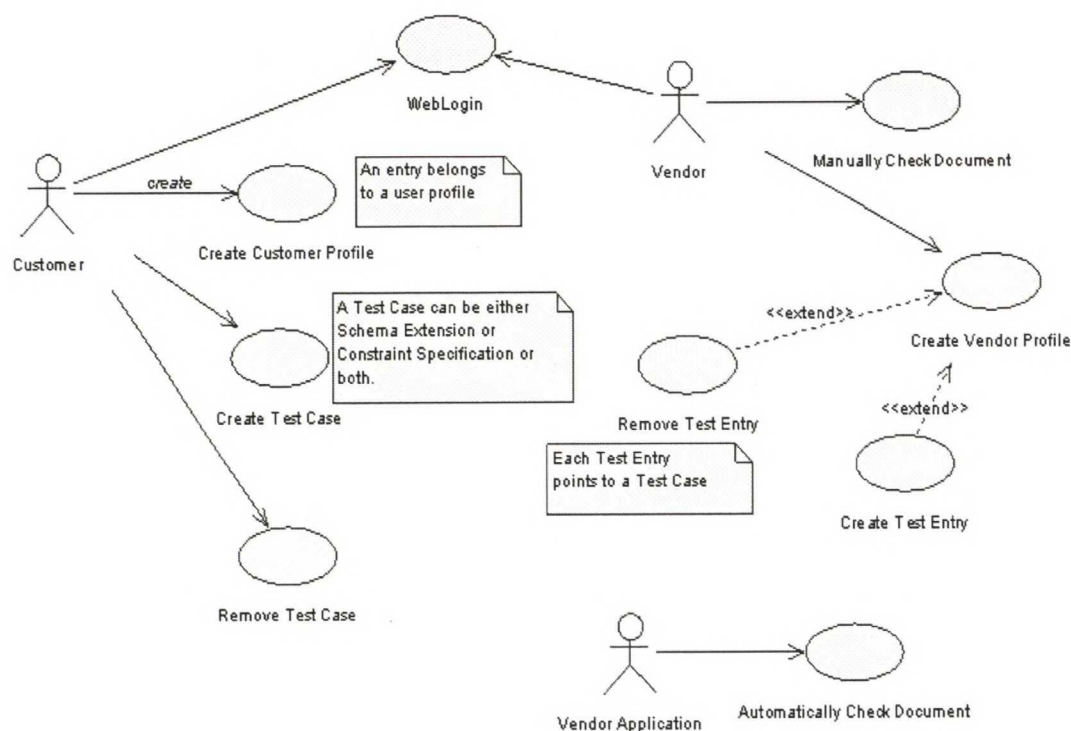 WebLogin
Vendor
Manually Check Document
create
An entry belongs
to a user profile
Customer
Create Customer Profile
A Test Case can be either
Schema Extension or
Constraint Specification or
both.
Create Test Case
<<extend>>
Create Vendor Profile
Remove Test Entry
<<extend>>
Each Test Entry
points to a Test Case
Create Test Entry
Remove Test Case
Vendor Application
Automatically Check Document